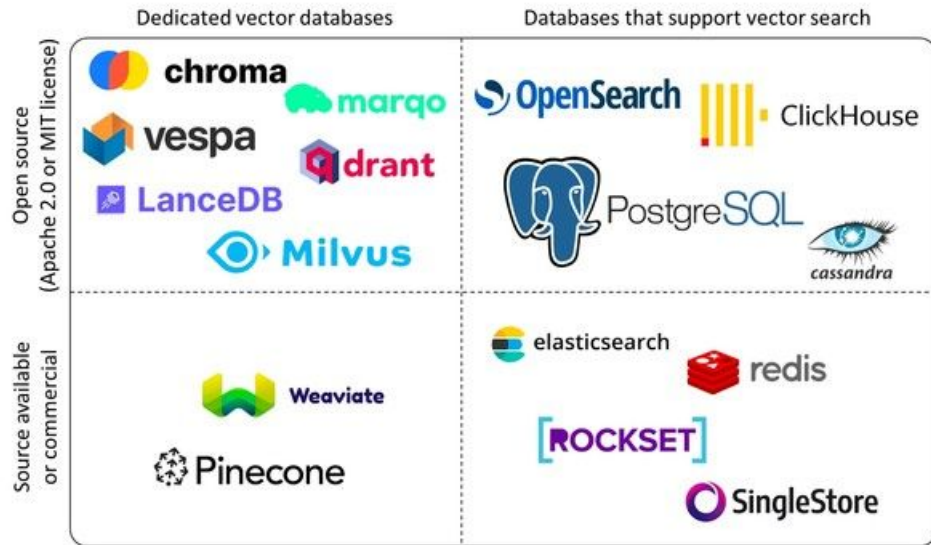 Dedicated vector databases
Databases that support vector search
Open source
(Apache 2.0 or MIT license)
chroma
marqo
vespa
qdrant
LanceDB
Milvus
OpenSearch
ClickHouse
PostgreSQL
cassandra
Source available
or commercial
Weaviate
Pinecone
elasticsearch
redis
[ROCKSET]
SingleStore